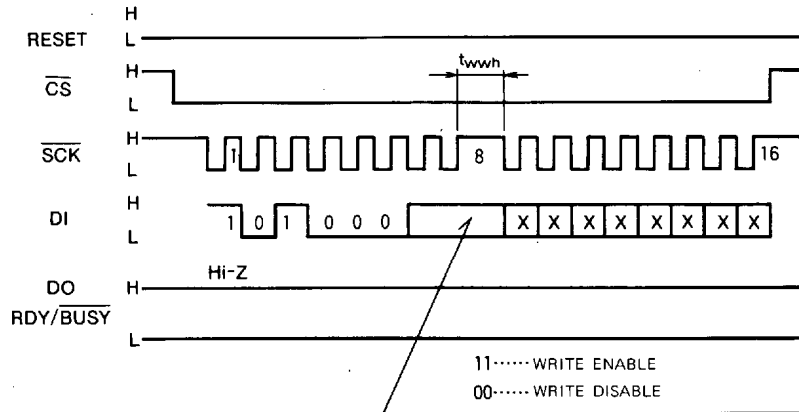 H
RESET L
H twwh
CS
L
H
SCK 1 8 16
L
H
DI 1 0 1 0 0 0 X X X X X X X X
L
Hi-Z
DO H
RDY/BUSY
L
11······ WRITE ENABLE
00······ WRITE DISABLE